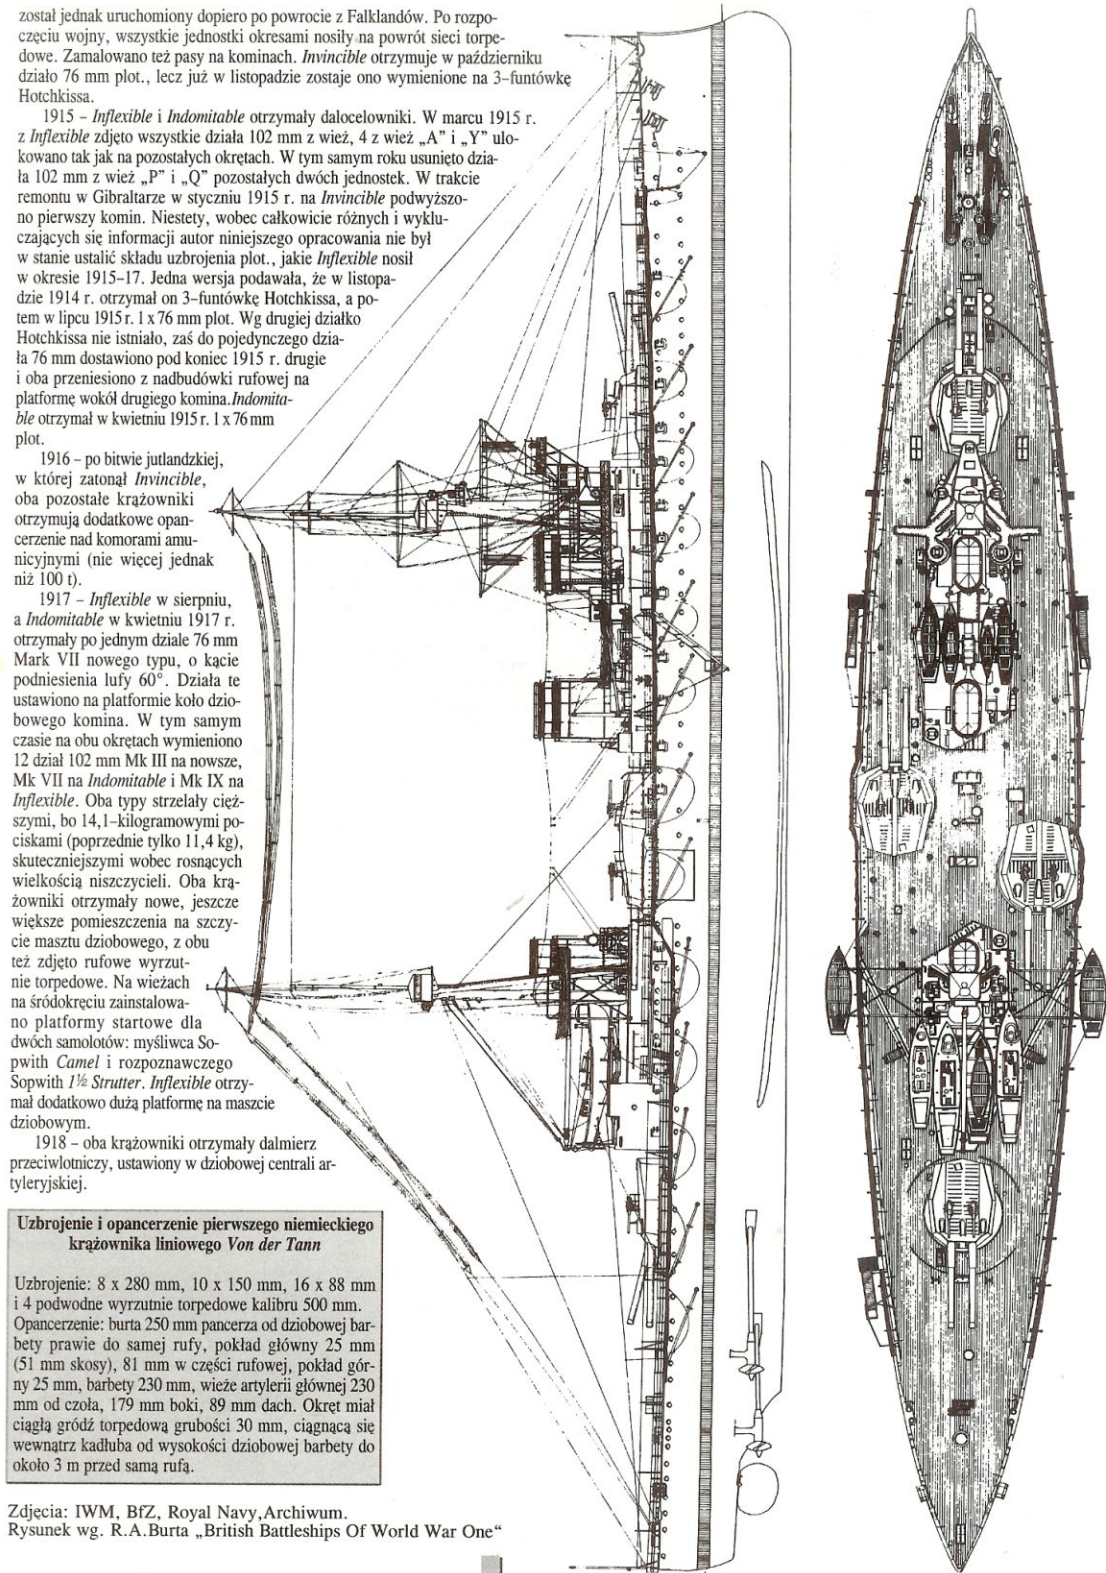 został jednak uruchomiony dopiero po powrocie z Falklandów. Po rozpo-
częciu wojny, wszystkie jednostki okresami nosiły na powrót sieci torpe-
dowe. Zamalowano też pasy na kominach. Invincible otrzymuje w październiku
działo 76 mm plot., lecz już w listopadzie zostaje ono wymienione na 3–funtówkę
Hotchkissa.
1915 – Inflexible i Indomitable otrzymały dalocelowniki. W marcu 1915 r.
z Inflexible zdjęto wszystkie działa 102 mm z wież, 4 z wież „A” i „Y” ulo-
kowano tak jak na pozostałych okrętach. W tym samym roku usunięto dzia-
ła 102 mm z wież „P” i „Q” pozostałych dwóch jednostek. W trakcie
remontu w Gibraltarze w styczniu 1915 r. na Invincible podwyższo-
no pierwszy komin. Niestety, wobec całkowicie różnych i wyklu-
czających się informacji autor niniejszego opracowania nie był
w stanie ustalić składu uzbrojenia plot., jakie Inflexible nosił
w okresie 1915–17. Jedna wersja podawała, że w listopa-
dzie 1914 r. otrzymał on 3–funtówkę Hotchkissa, a po-
tem w lipcu 1915 r. 1 x 76 mm plot. Wg drugiej działko
Hotchkissa nie istniało, zaś do pojedynczego dzia-
ła 76 mm dostawiono pod koniec 1915 r. drugie
i oba przeniesiono z nadbudówki rufowej na
platformę wokół drugiego komina. Indomita-
ble otrzymał w kwietniu 1915 r. 1 x 76 mm
plot.
1916 – po bitwie jutlandzkiej,
w której zatonął Invincible,
oba pozostałe krążowniki
otrzymują dodatkowe opan-
cerzenie nad komorami amu-
nicyjnymi (nie więcej jednak
niż 100 t).
1917 – Inflexible w sierpniu,
a Indomitable w kwietniu 1917 r.
otrzymały po jednym dziale 76 mm
Mark VII nowego typu, o kącie
podniesienia lufy 60°. Działa te
ustawiono na platformie koło dzio-
bowego komina. W tym samym
czasie na obu okrętach wymieniono
12 dział 102 mm Mk III na nowsze,
Mk VII na Indomitable i Mk IX na
Inflexible. Oba typy strzelały cięż-
szymi, bo 14,1–kilogramowymi po-
ciskami (poprzednie tylko 11,4 kg),
skuteczniejszymi wobec rosnących
wielkością niszczycieli. Oba krą-
żowniki otrzymały nowe, jeszcze
większe pomieszczenia na szczy-
cie masztu dziobowego, z obu
też zdjęto rufowe wyrzut-
nie torpedowe. Na wieżach
na śródokręciu zainstalowa-
no platformy startowe dla
dwóch samolotów: myśliwca So-
pwith Camel i rozpoznawczego
Sopwith 1½ Strutter. Inflexible otrzy-
mał dodatkowo dużą platformę na maszcie
dziobowym.
1918 – oba krążowniki otrzymały dalmierz
przeciwlotniczy, ustawiony w dziobowej centrali ar-
tyleryjskiej.
Uzbrojenie i opancerzenie pierwszego niemieckiego
krążownika liniowego Von der Tann
Uzbrojenie: 8 x 280 mm, 10 x 150 mm, 16 x 88 mm
i 4 podwodne wyrzutnie torpedowe kalibru 500 mm.
Opancerzenie: burta 250 mm pancerza od dziobowej bar-
bety prawie do samej rufy, pokład główny 25 mm
(51 mm skosy), 81 mm w części rufowej, pokład gór-
ny 25 mm, barbety 230 mm, wieże artylerii głównej 230
mm od czoła, 179 mm boki, 89 mm dach. Okręt miał
ciągłą gródź torpedową grubości 30 mm, ciągnącą się
wewnątrz kadłuba od wysokości dziobowej barbety do
około 3 m przed samą rufą.
Zdjęcia: IWM, BfZ, Royal Navy,Archiwum.
Rysunek wg. R.A.Burta „British Battleships Of World War One“